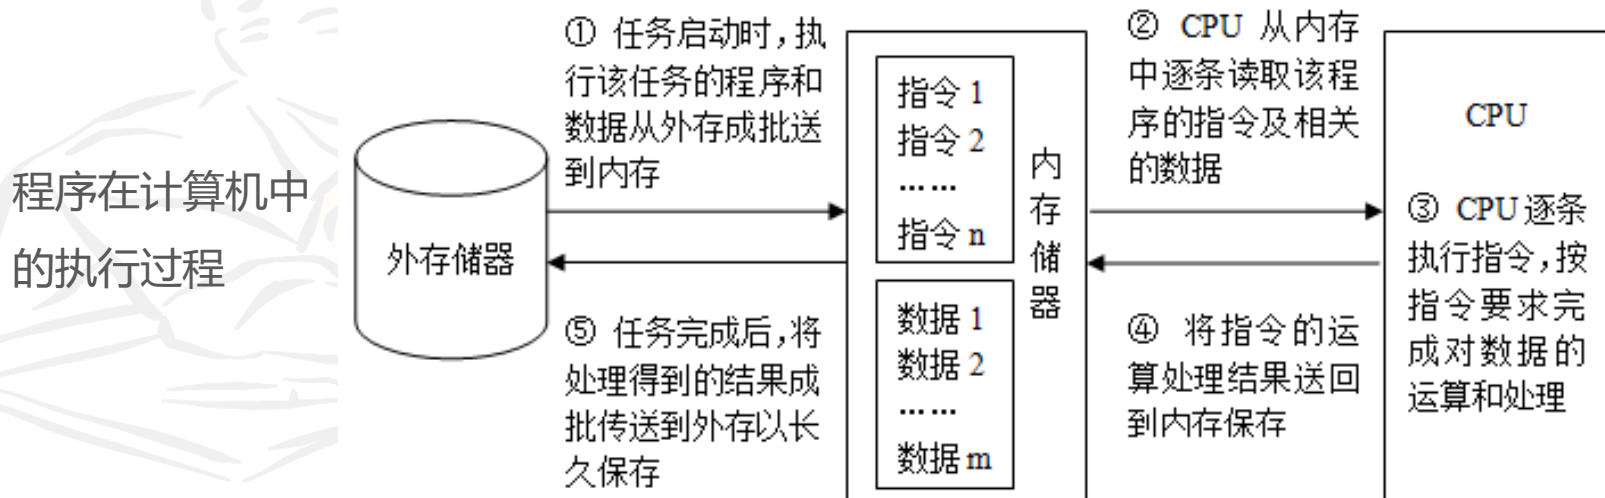 程序在计算机中
的执行过程
外存储器
① 任务启动时，执
行该任务的程序和
数据从外存成批送
到内存
⑤ 任务完成后，将
处理得到的结果成
批传送到外存以长
久保存
指令 1
指令 2
……
指令 n
数据 1
数据 2
……
数据 m
内
存
储
器
② CPU 从内存
中逐条读取该程
序的指令及相关
的数据
④ 将指令的运
算处理结果送回
到内存保存
CPU
③ CPU 逐条
执行指令，按
指令要求完
成对数据的
运算和处理